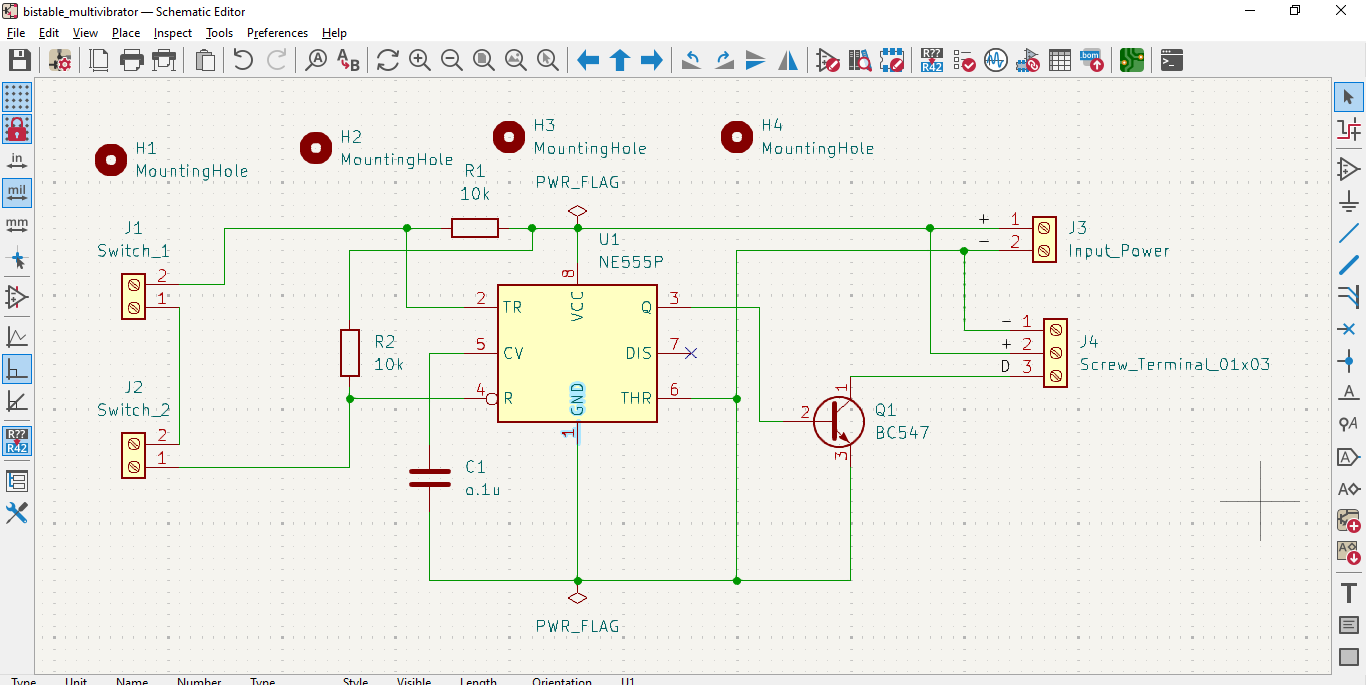 bistable_multivibrator — Schematic Editor
File Edit View Place Inspect Tools Preferences Help
R??
R42
bom
in
mil
mm
R??
R42
A
A
A
A
T
H1
MountingHole
H2
MountingHole
H3
MountingHole
H4
MountingHole
R1
10k
PWR_FLAG
J1
Switch_1
2
1
J2
Switch_2
2
1
R2
10k
C1
0.1u
U1
NE555P
8
VCC
2 TR
5 CV
4 R
Q 3
DIS 7
THR 6
GND
1
PWR_FLAG
2
1
3
Q1
BC547
+ 1
− 2
J3
Input_Power
− 1
+ 2
D 3
J4
Screw_Terminal_01x03
Type Unit Name Number Type Style Visible Length Orientation U1